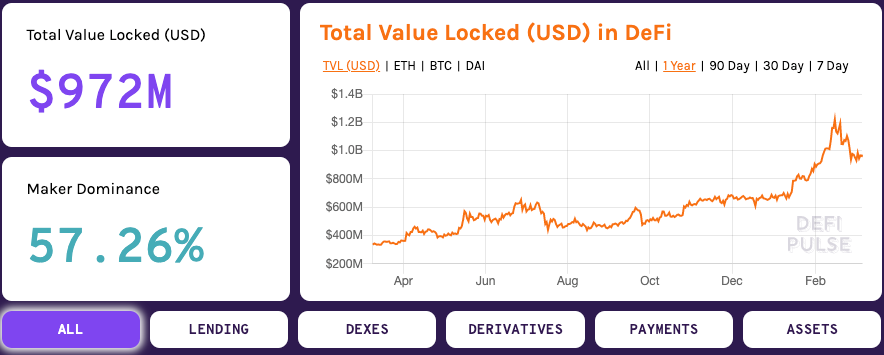 Total Value Locked (USD)
$972M
Maker Dominance
57.26%
Total Value Locked (USD) in DeFi
TVL (USD) | ETH | BTC | DAI
All | 1 Year | 90 Day | 30 Day | 7 Day
$1.4B
$1.2B
$1.0B
$800M
$600M
$400M
$200M
Apr
Jun
Aug
Oct
Dec
Feb
DEFI
PULSE
ALL
LENDING
DEXES
DERIVATIVES
PAYMENTS
ASSETS